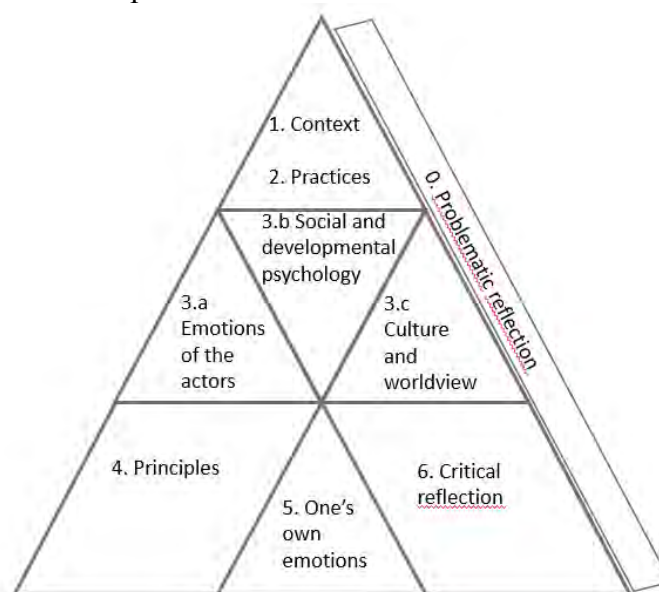 1. Context
2. Practices
0. Problematic reflection
3.b Social and
developmental
psychology
3.a
Emotions
of the
actors
3.c
Culture
and
worldview
4. Principles
5. One's
own
emotions
6. Critical
reflection